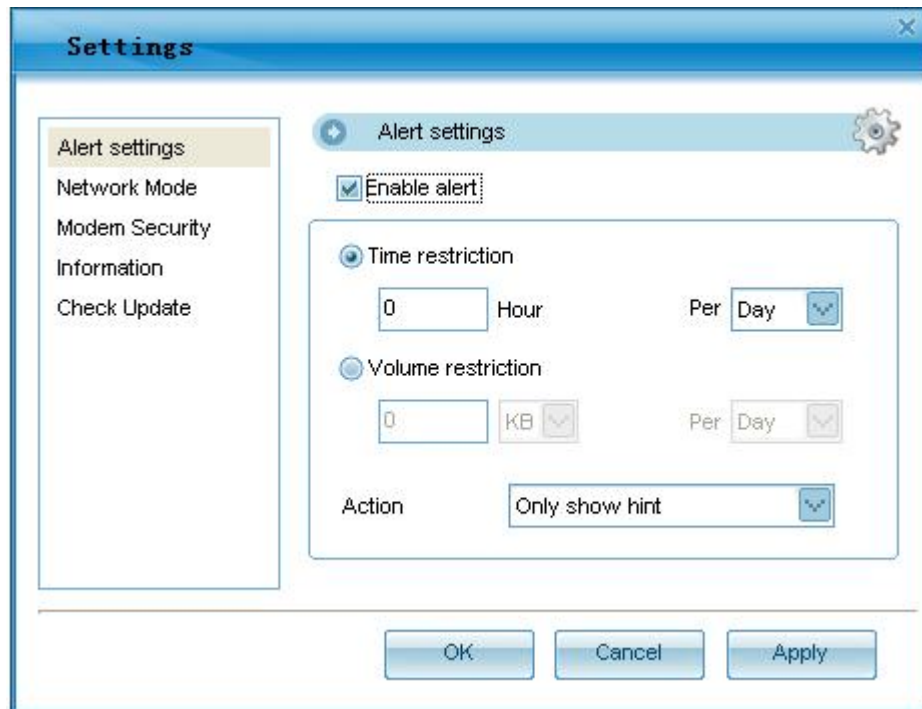 Settings
Alert settings
Network Mode
Modem Security
Information
Check Update
Alert settings
Enable alert
Time restriction
0 Hour Per Day
Volume restriction
0 KB Per Day
Action Only show hint
OK Cancel Apply